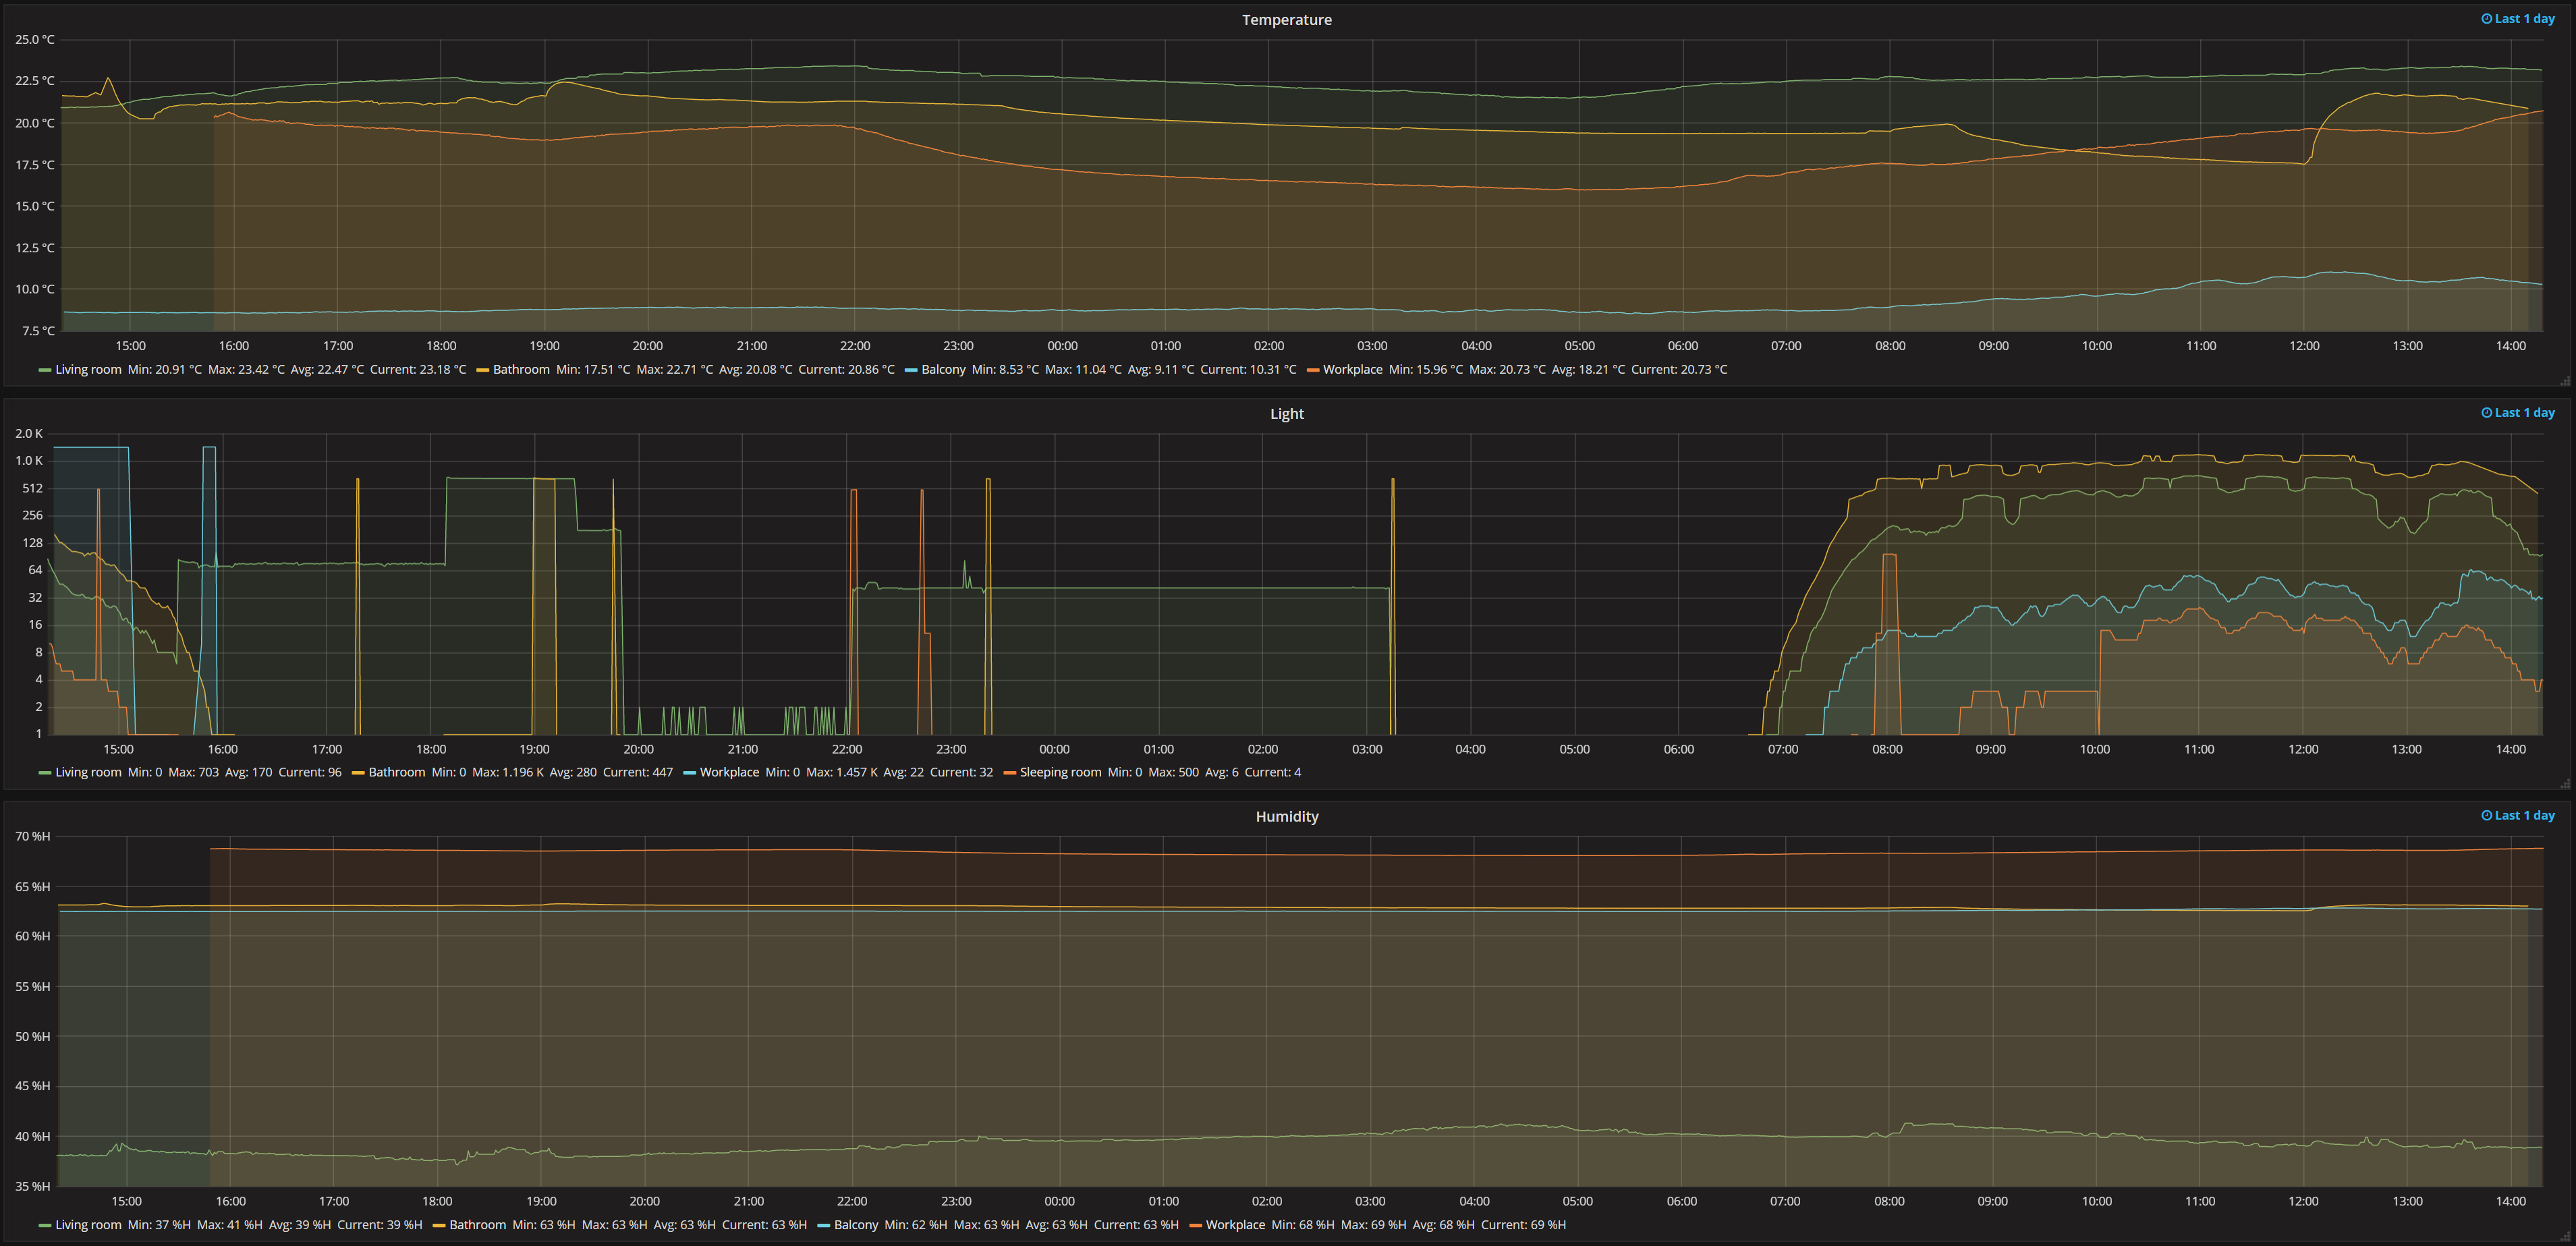 Temperature
Last 1 day
25.0 °C
22.5 °C
20.0 °C
17.5 °C
15.0 °C
12.5 °C
10.0 °C
7.5 °C
15:00 16:00 17:00 18:00 19:00 20:00 21:00 22:00 23:00 00:00 01:00 02:00 03:00 04:00 05:00 06:00 07:00 08:00 09:00 10:00 11:00 12:00 13:00 14:00
Living room Min: 20.91 °C Max: 23.42 °C Avg: 22.47 °C Current: 23.18 °C Bathroom Min: 17.51 °C Max: 22.71 °C Avg: 20.08 °C Current: 20.86 °C Balcony Min: 8.53 °C Max: 11.04 °C Avg: 9.11 °C Current: 10.31 °C Workplace Min: 15.96 °C Max: 20.73 °C Avg: 18.21 °C Current: 20.73 °C
Light
Last 1 day
2.0 K
1.0 K
512
256
128
64
32
16
8
4
2
1
15:00 16:00 17:00 18:00 19:00 20:00 21:00 22:00 23:00 00:00 01:00 02:00 03:00 04:00 05:00 06:00 07:00 08:00 09:00 10:00 11:00 12:00 13:00 14:00
Living room Min: 0 Max: 703 Avg: 170 Current: 96 Bathroom Min: 0 Max: 1.196 K Avg: 280 Current: 447 Workplace Min: 0 Max: 1.457 K Avg: 22 Current: 32 Sleeping room Min: 0 Max: 500 Avg: 6 Current: 4
Humidity
Last 1 day
70 %H
65 %H
60 %H
55 %H
50 %H
45 %H
40 %H
35 %H
15:00 16:00 17:00 18:00 19:00 20:00 21:00 22:00 23:00 00:00 01:00 02:00 03:00 04:00 05:00 06:00 07:00 08:00 09:00 10:00 11:00 12:00 13:00 14:00
Living room Min: 37 %H Max: 41 %H Avg: 39 %H Current: 39 %H Bathroom Min: 63 %H Max: 63 %H Avg: 63 %H Current: 63 %H Balcony Min: 62 %H Max: 63 %H Avg: 63 %H Current: 63 %H Workplace Min: 68 %H Max: 69 %H Avg: 68 %H Current: 69 %H